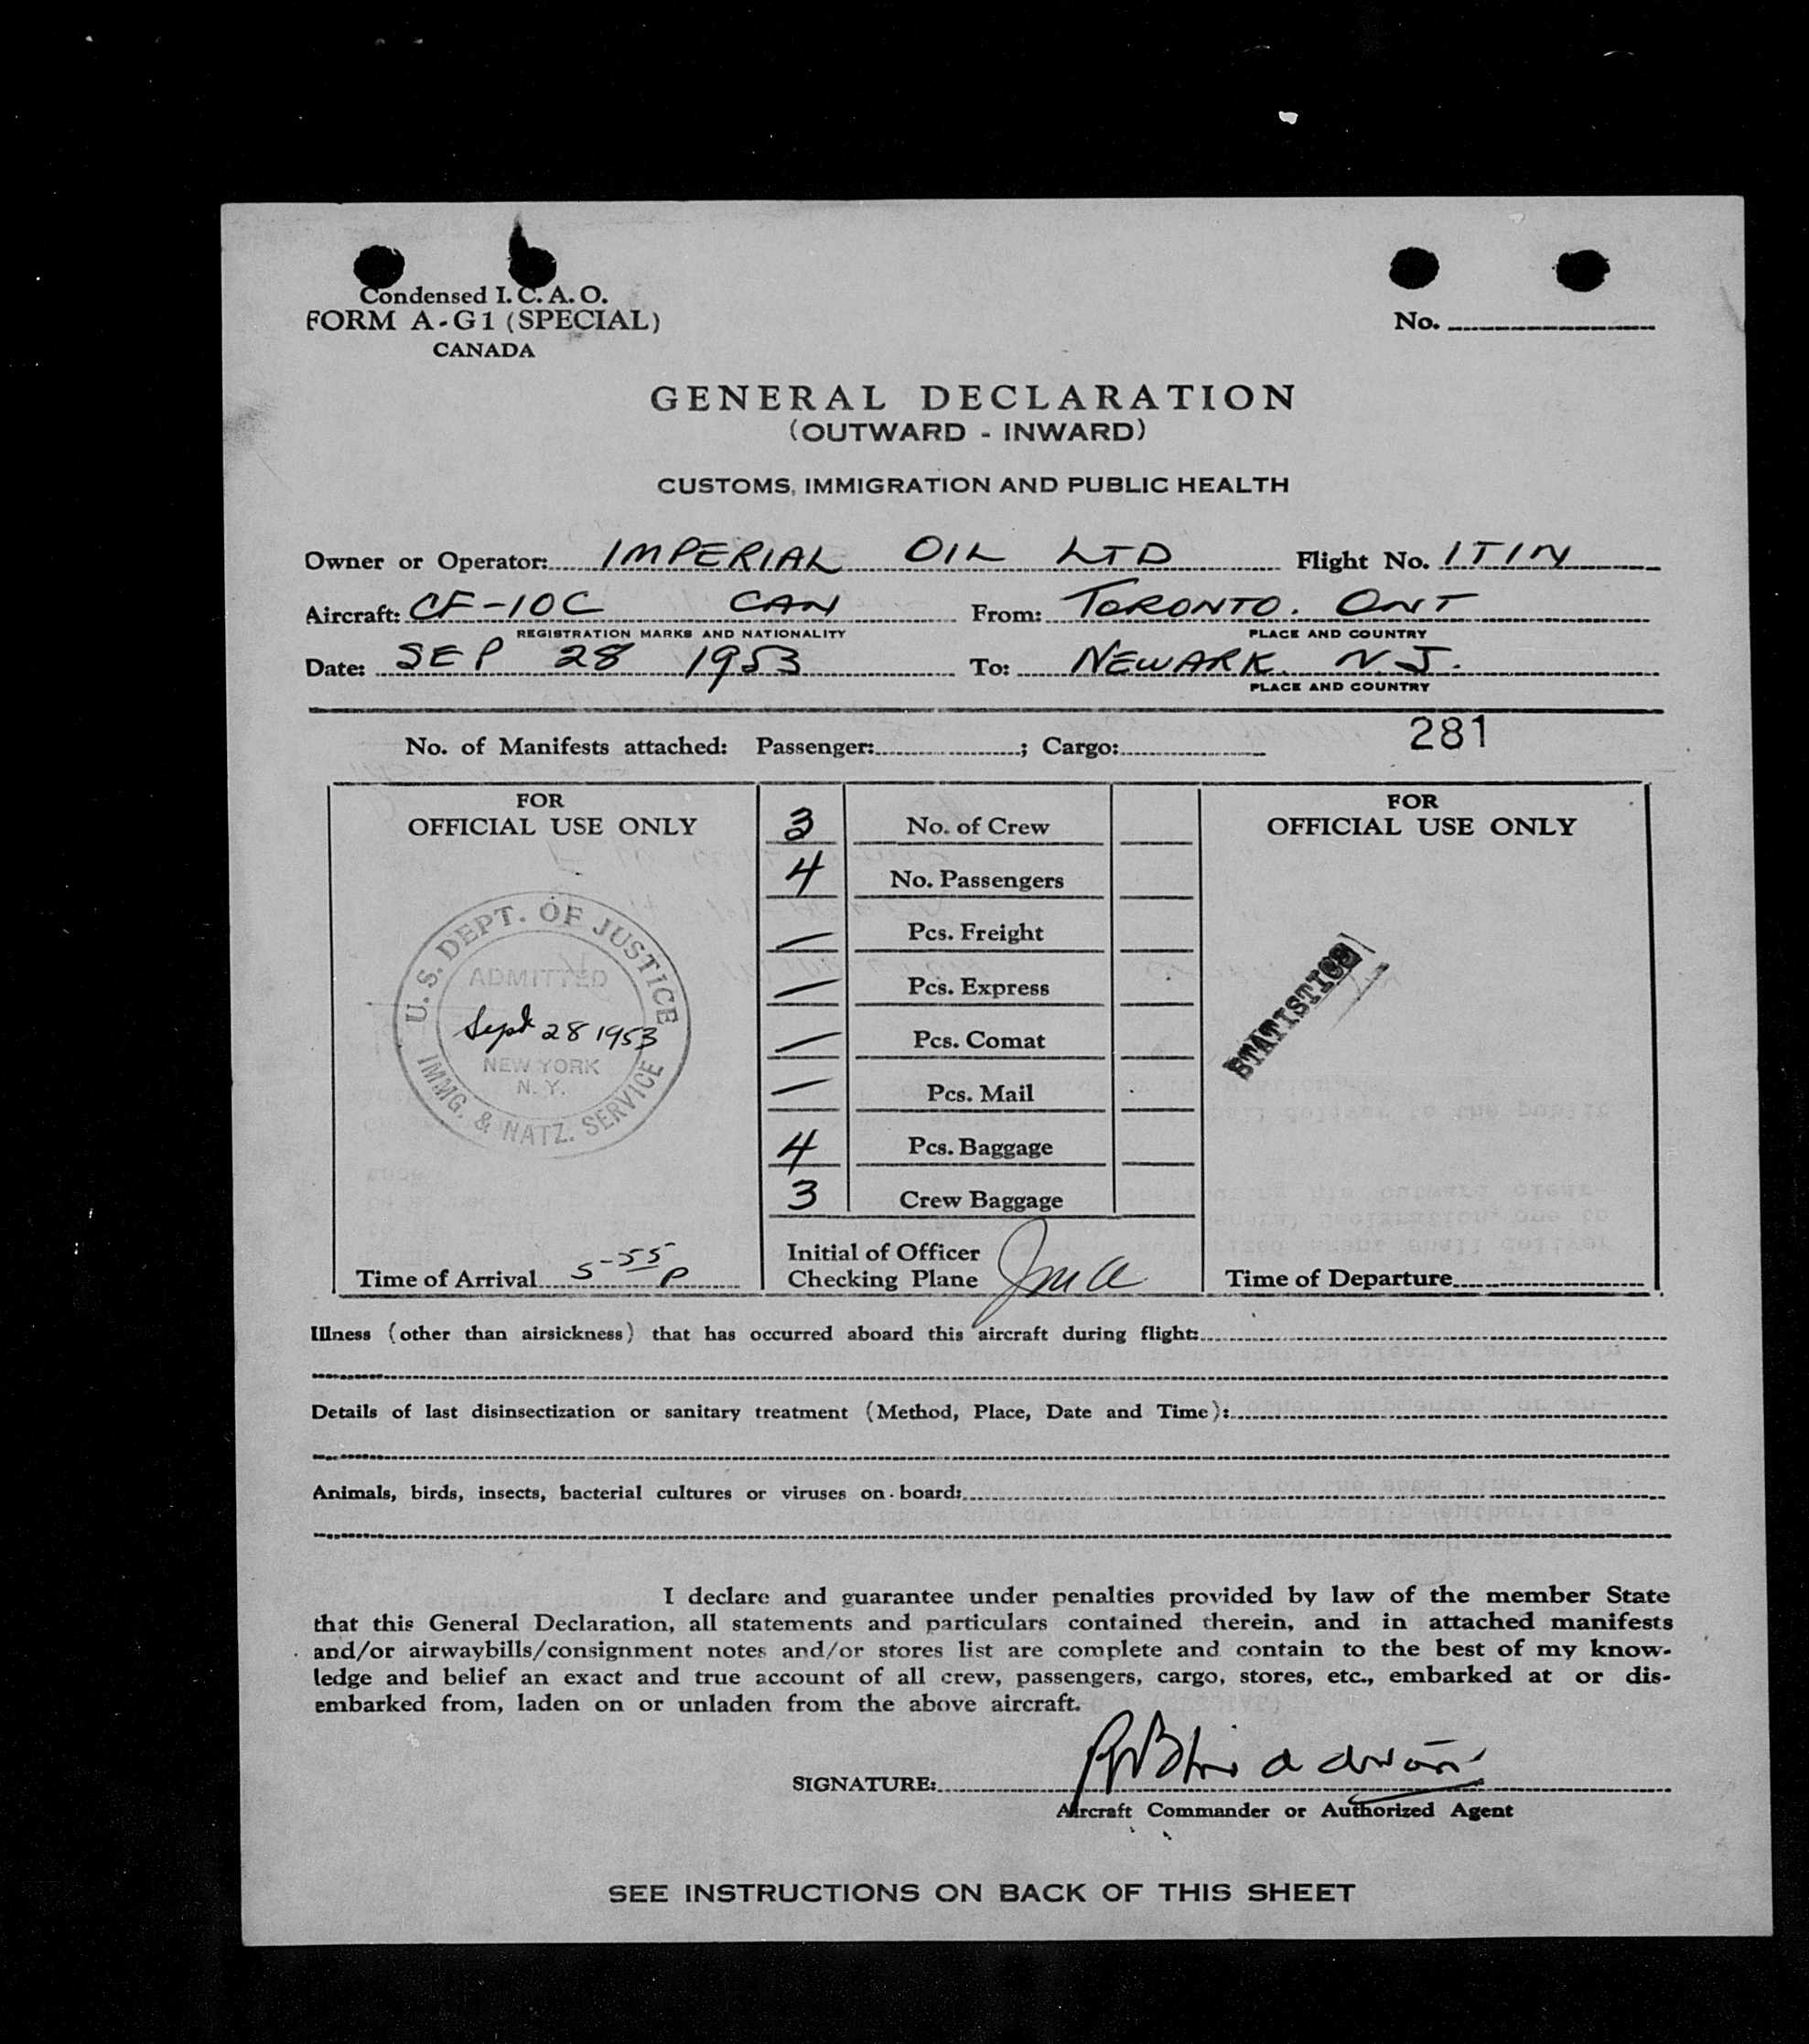 Condensed I. C. A. O.
FORM A-G1 (SPECIAL)
CANADA
No.
GENERAL DECLARATION
(OUTWARD - INWARD)
CUSTOMS, IMMIGRATION AND PUBLIC HEALTH
Owner or Operator: IMPERIAL OIL LTD Flight No. ITIN
Aircraft: CF-IOC CAN From: TORONTO. ONT
REGISTRATION MARKS AND NATIONALITY PLACE AND COUNTRY
Date: SEP 28 1953 To: NEWARK. N.J.
PLACE AND COUNTRY
281
No. of Manifests attached: Passenger: ; Cargo:
FOR
OFFICIAL USE ONLY
U. S. DEPT. OF JUSTICE
ADMITTED
Sept 28 1953
NEW YORK
N. Y.
IMMG. & NATZ. SERVICE
Time of Arrival 5-55 P
3 No. of Crew
4 No. Passengers
— Pcs. Freight
— Pcs. Express
— Pcs. Comat
— Pcs. Mail
4 Pcs. Baggage
3 Crew Baggage
Initial of Officer
Checking Plane
FOR
OFFICIAL USE ONLY
STATISTICS
Time of Departure
Illness (other than airsickness) that has occurred aboard this aircraft during flight:
Details of last disinsectization or sanitary treatment (Method, Place, Date and Time):
Animals, birds, insects, bacterial cultures or viruses on board:
I declare and guarantee under penalties provided by law of the member State
that this General Declaration, all statements and particulars contained therein, and in attached manifests
and/or airwaybills/consignment notes and/or stores list are complete and contain to the best of my know-
ledge and belief an exact and true account of all crew, passengers, cargo, stores, etc., embarked at or dis-
embarked from, laden on or unladen from the above aircraft.
SIGNATURE:
Aircraft Commander or Authorized Agent
SEE INSTRUCTIONS ON BACK OF THIS SHEET